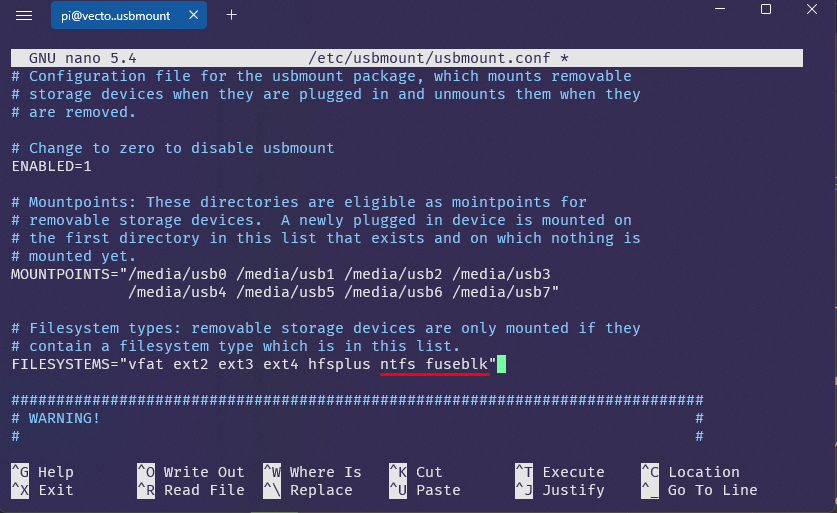 pi@vecto..usbmount
GNU nano 5.4 /etc/usbmount/usbmount.conf *
# Configuration file for the usbmount package, which mounts removable
# storage devices when they are plugged in and unmounts them when they
# are removed.
# Change to zero to disable usbmount
ENABLED=1
# Mountpoints: These directories are eligible as mointpoints for
# removable storage devices.  A newly plugged in device is mounted on
# the first directory in this list that exists and on which nothing is
# mounted yet.
MOUNTPOINTS="/media/usb0 /media/usb1 /media/usb2 /media/usb3
/media/usb4 /media/usb5 /media/usb6 /media/usb7"
# Filesystem types: removable storage devices are only mounted if they
# contain a filesystem type which is in this list.
FILESYSTEMS="vfat ext2 ext3 ext4 hfsplus ntfs fuseblk"
#############################################################################
# WARNING! #
# #
^G Help ^O Write Out ^W Where Is ^K Cut ^T Execute ^C Location
^X Exit ^R Read File ^\ Replace ^U Paste ^J Justify ^_ Go To Line